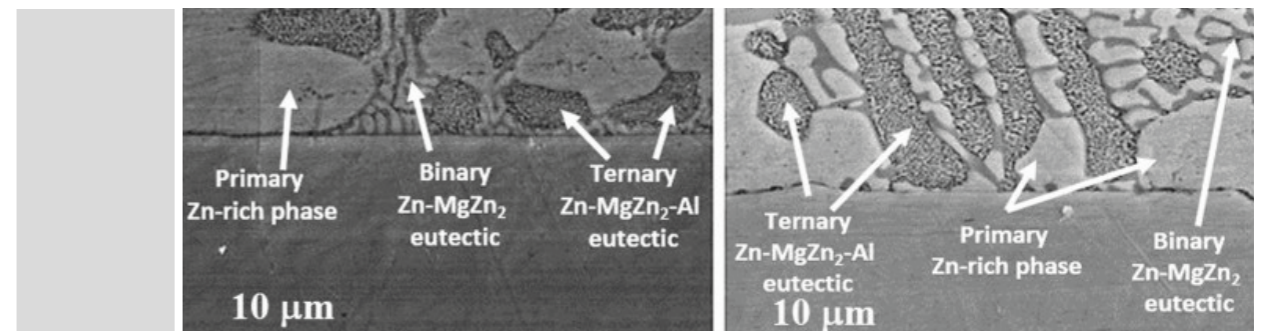 Primary
Zn-rich phase
Binary
Zn-MgZn₂
eutectic
Ternary
Zn-MgZn₂-Al
eutectic
10 μm
Ternary
Zn-MgZn₂-Al
eutectic
Primary
Zn-rich phase
Binary
Zn-MgZn₂
eutectic
10 μm